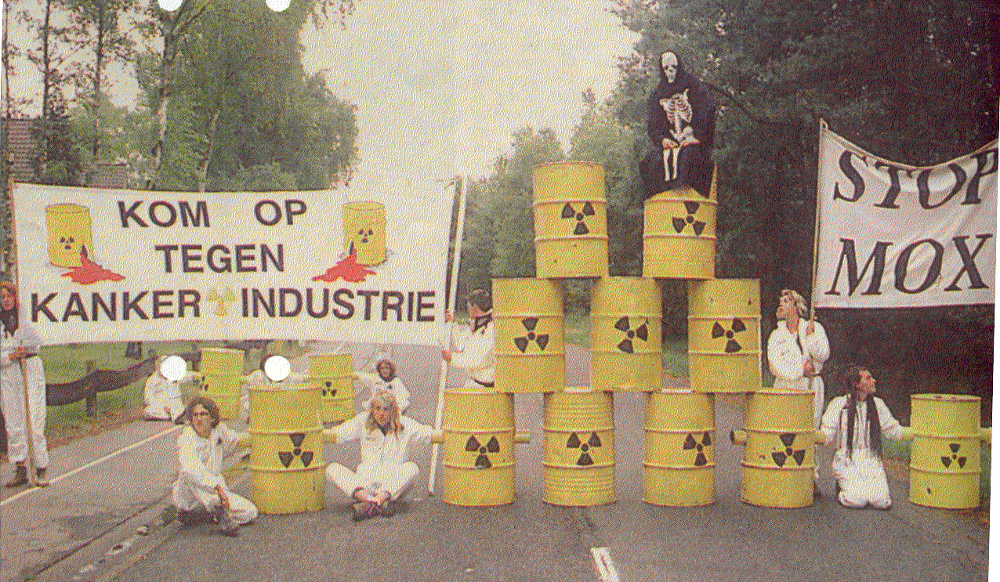 KOM OP
TEGEN
KANKER INDUSTRIE
STOP
MOX